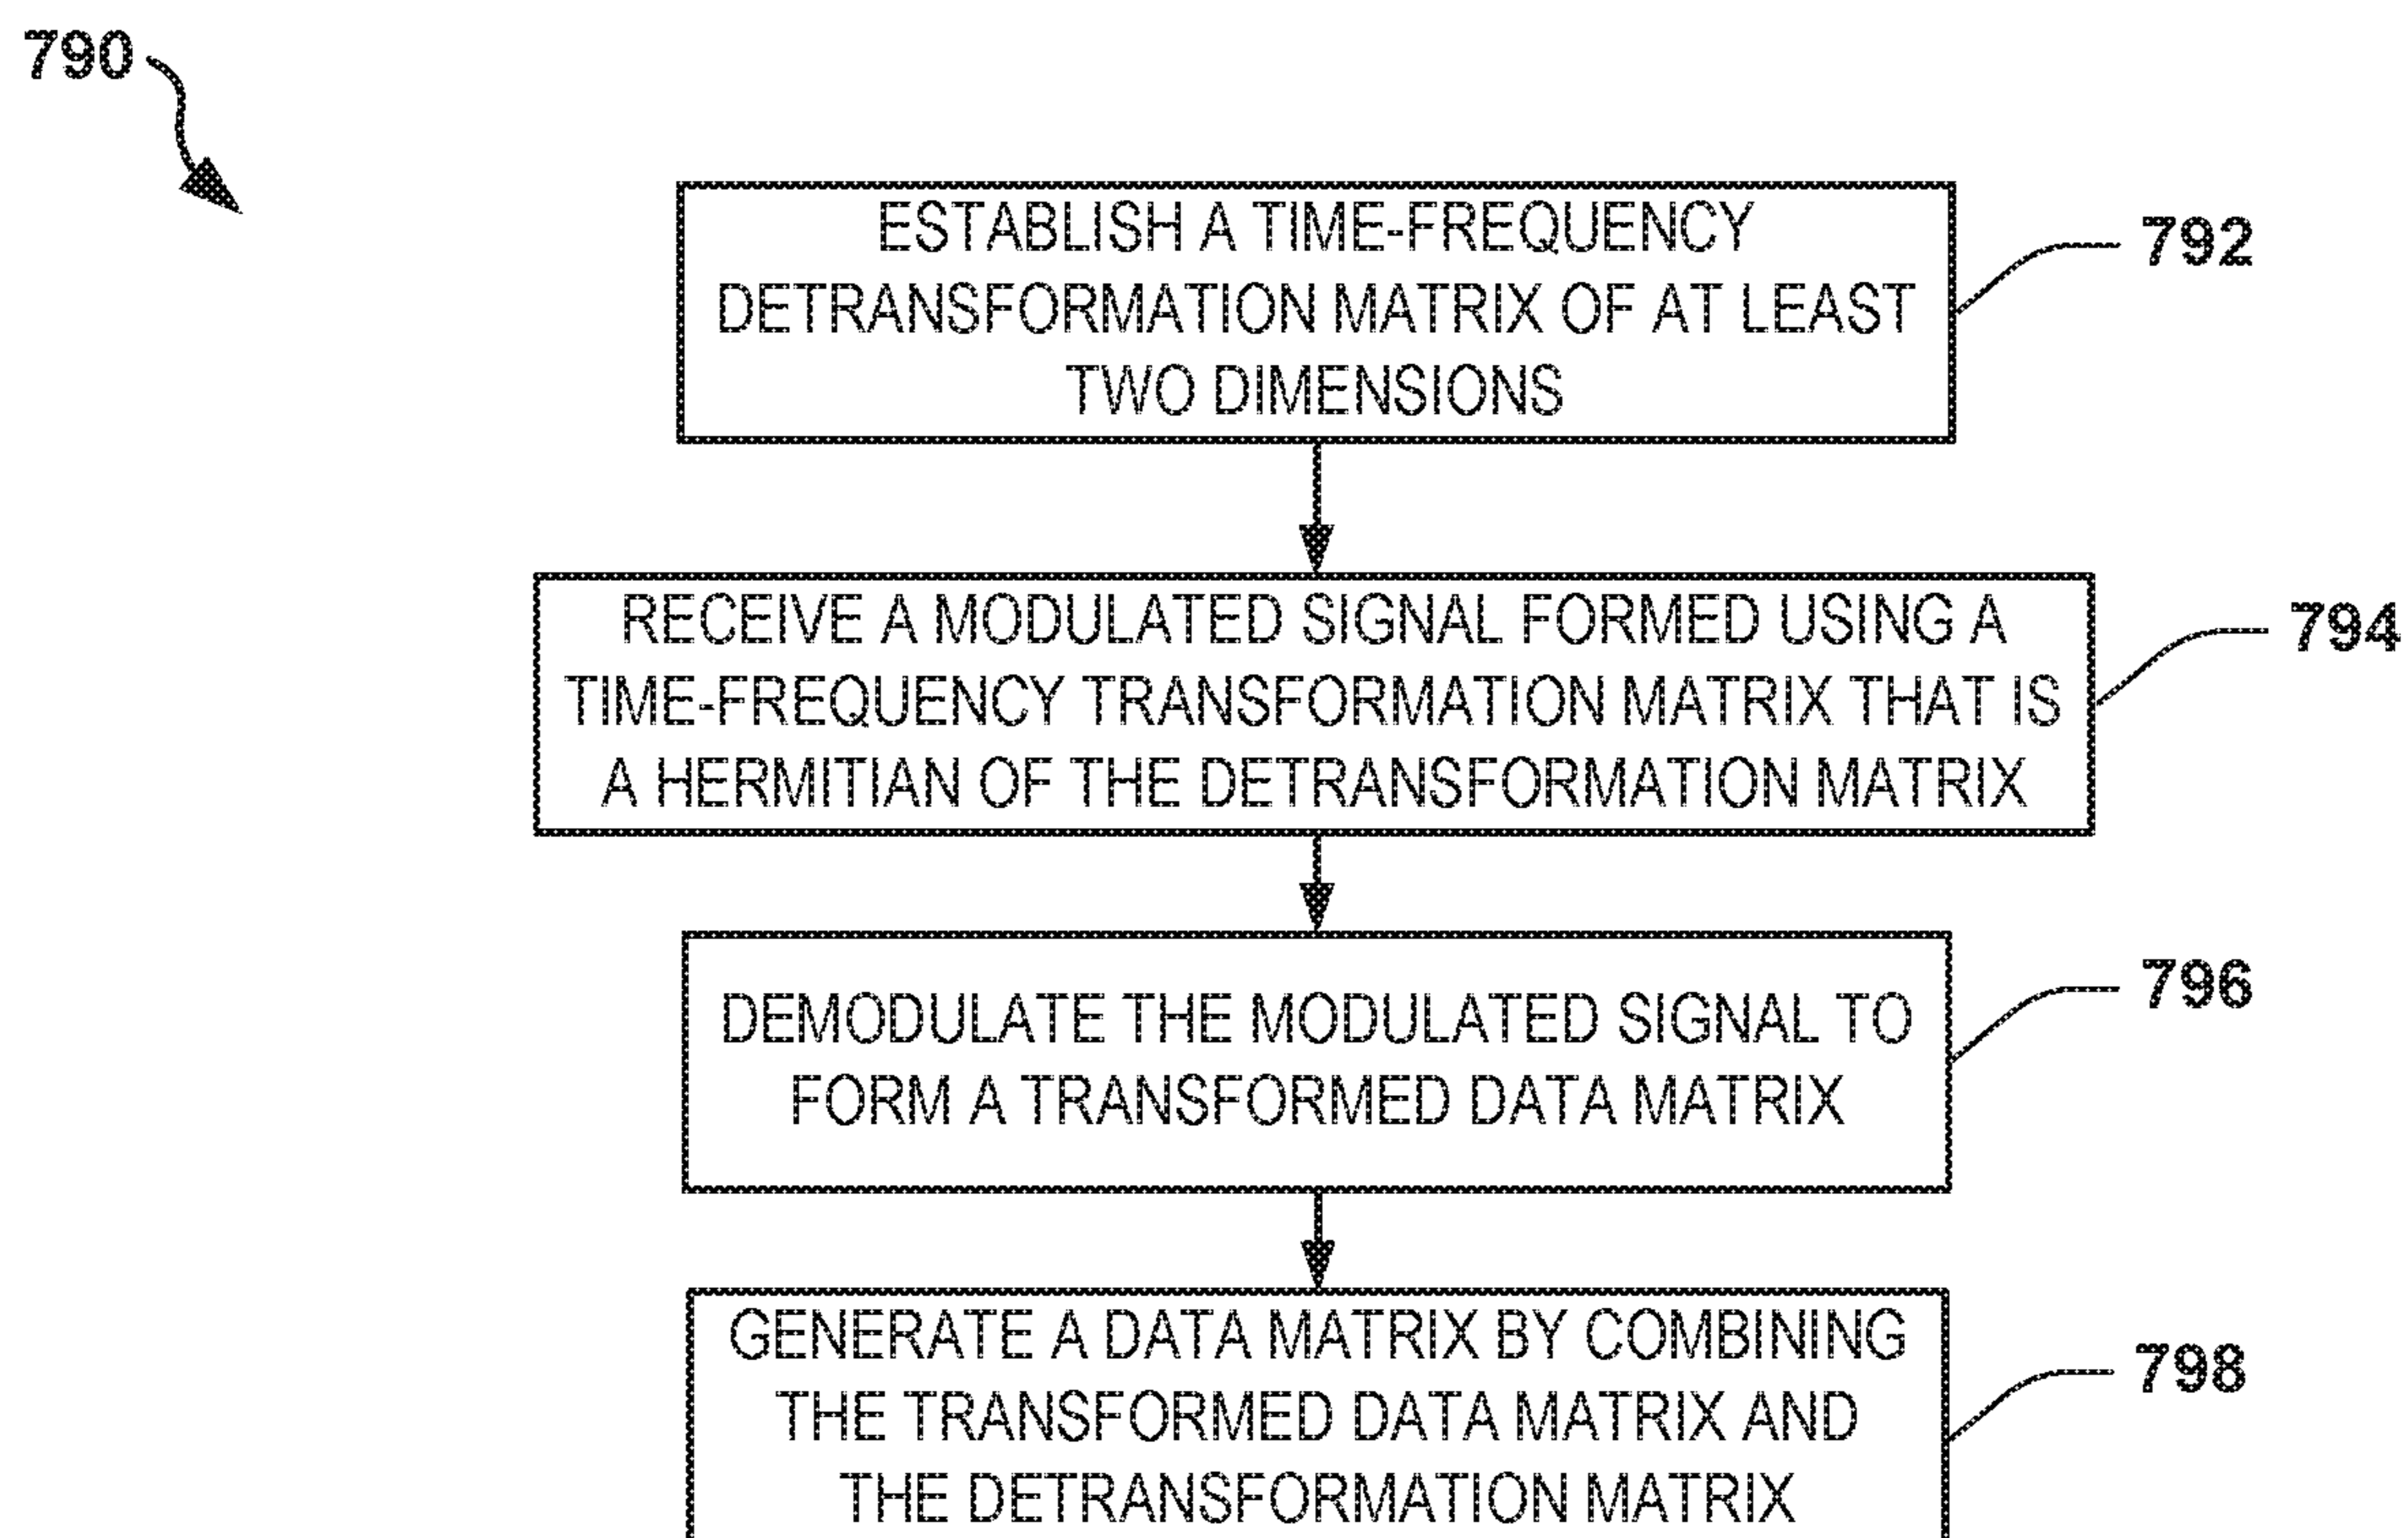 790
ESTABLISH A TIME-FREQUENCY
DETRANSFORMATION MATRIX OF AT LEAST
TWO DIMENSIONS
792
RECEIVE A MODULATED SIGNAL FORMED USING A
TIME-FREQUENCY TRANSFORMATION MATRIX THAT IS
A HERMITIAN OF THE DETRANSFORMATION MATRIX
794
DEMODULATE THE MODULATED SIGNAL TO
FORM A TRANSFORMED DATA MATRIX
796
GENERATE A DATA MATRIX BY COMBINING
THE TRANSFORMED DATA MATRIX AND
THE DETRANSFORMATION MATRIX
798